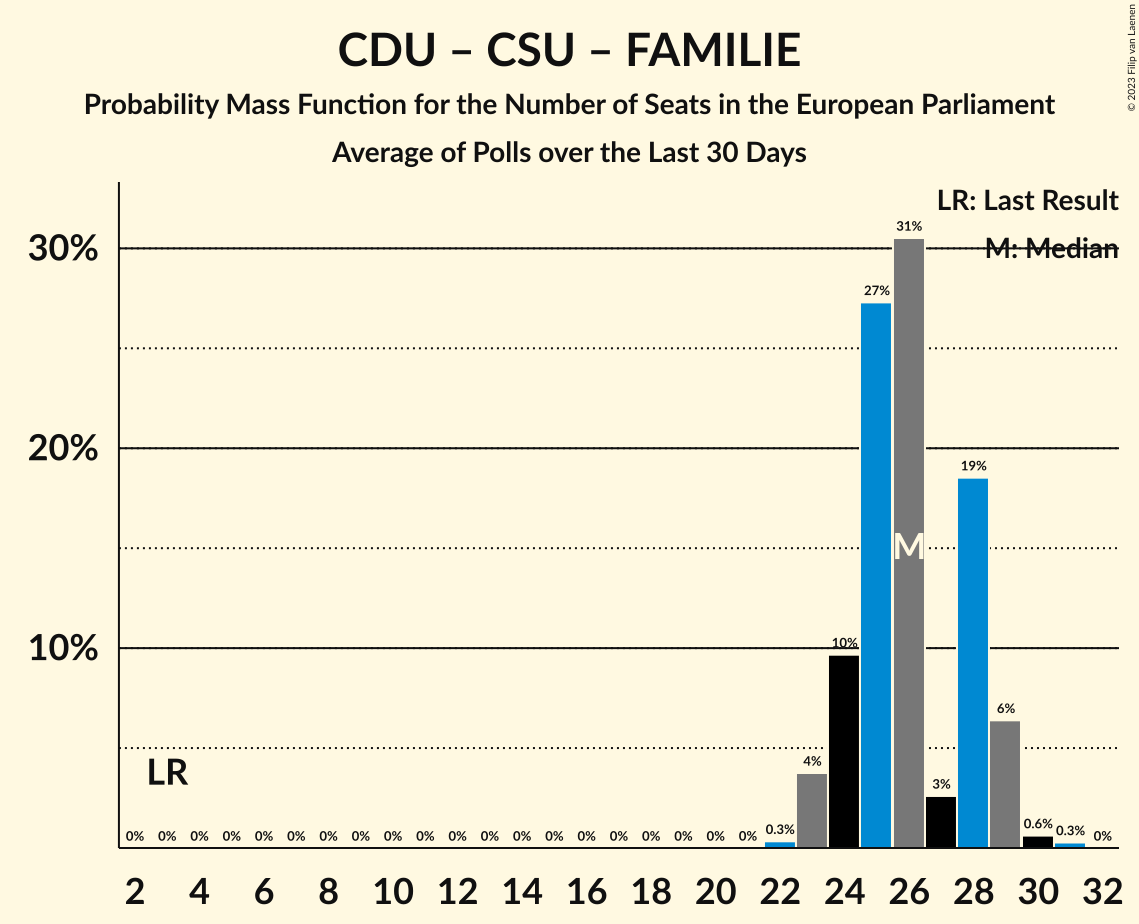 CDU – CSU – FAMILIE
Probability Mass Function for the Number of Seats in the European Parliament
Average of Polls over the Last 30 Days
© 2023 Filip van Laenen
LR: Last Result
M: Median
30%
20%
10%
31%
27%
19%
M
10%
6%
4%
3%
LR
0% 0% 0% 0% 0% 0% 0% 0% 0% 0% 0% 0% 0% 0% 0% 0% 0% 0% 0% 0% 0.3% 0.6% 0.3% 0%
2 4 6 8 10 12 14 16 18 20 22 24 26 28 30 32